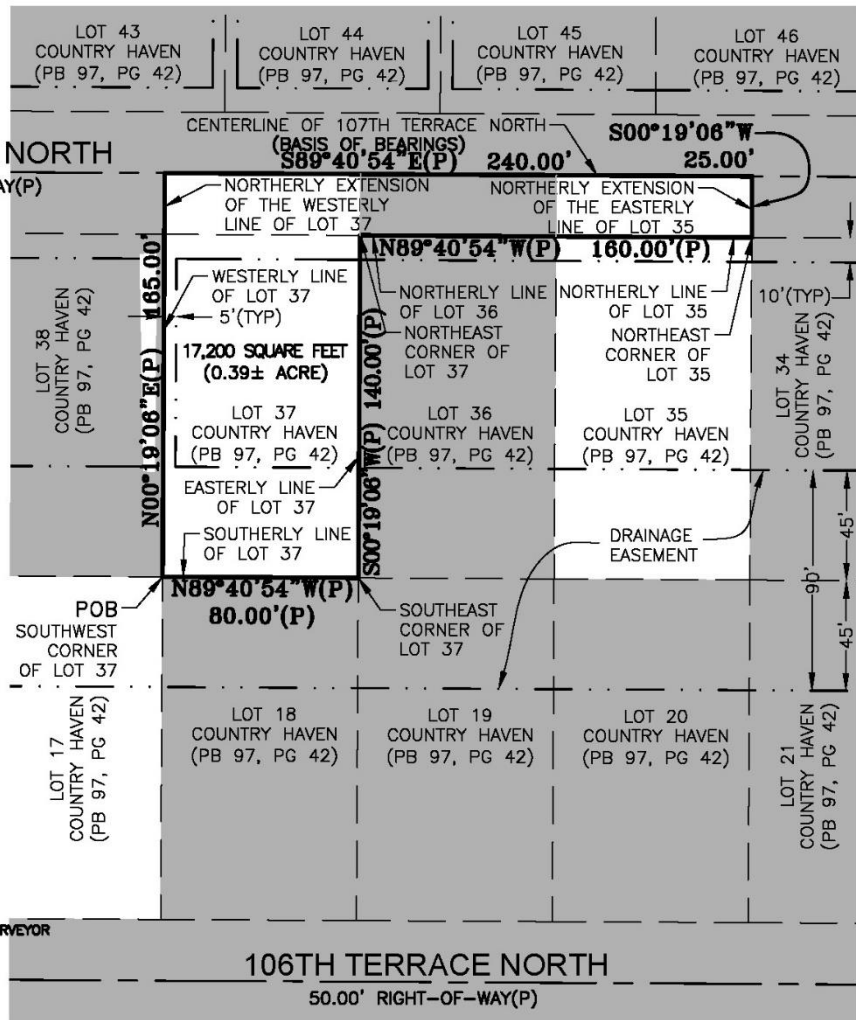 LOT 43
COUNTRY HAVEN
(PB 97, PG 42)
LOT 44
COUNTRY HAVEN
(PB 97, PG 42)
LOT 45
COUNTRY HAVEN
(PB 97, PG 42)
LOT 46
COUNTRY HAVEN
(PB 97, PG 42)
CENTERLINE OF 107TH TERRACE NORTH
(BASIS OF BEARINGS)
S89°40'54"E(P) 240.00'
S00°19'06"W
25.00'
NORTH
AY(P)
NORTHERLY EXTENSION
OF THE WESTERLY
LINE OF LOT 37
NORTHERLY EXTENSION
OF THE EASTERLY
LINE OF LOT 35
N89°40'54"W(P) 160.00'(P)
WESTERLY LINE
OF LOT 37
5'(TYP)
NORTHERLY LINE
OF LOT 36
NORTHEAST
CORNER OF
LOT 37
NORTHERLY LINE
OF LOT 35
NORTHEAST
CORNER OF
LOT 35
10'(TYP)
LOT 38
COUNTRY HAVEN
(PB 97, PG 42)
N00°19'06"E(P) 165.00'
17,200 SQUARE FEET
(0.39± ACRE)
LOT 37
COUNTRY HAVEN
(PB 97, PG 42)
S00°19'06"W(P) 140.00'(P)
LOT 36
COUNTRY HAVEN
(PB 97, PG 42)
LOT 35
COUNTRY HAVEN
(PB 97, PG 42)
LOT 34
COUNTRY HAVEN
(PB 97, PG 42)
EASTERLY LINE
OF LOT 37
SOUTHERLY LINE
OF LOT 37
DRAINAGE
EASEMENT
45'
90'
45'
N89°40'54"W(P)
80.00'(P)
POB
SOUTHWEST
CORNER
OF LOT 37
SOUTHEAST
CORNER OF
LOT 37
LOT 17
COUNTRY HAVEN
(PB 97, PG 42)
LOT 18
COUNTRY HAVEN
(PB 97, PG 42)
LOT 19
COUNTRY HAVEN
(PB 97, PG 42)
LOT 20
COUNTRY HAVEN
(PB 97, PG 42)
LOT 21
COUNTRY HAVEN
(PB 97, PG 42)
RVEYOR
106TH TERRACE NORTH
50.00' RIGHT-OF-WAY(P)